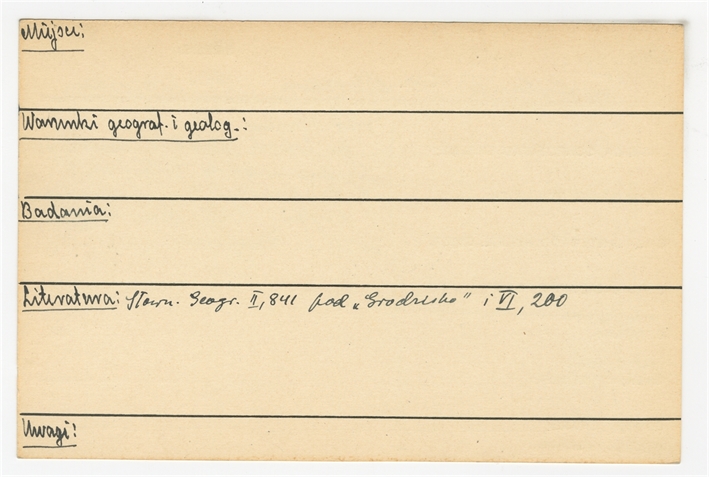 Miejsce:
Warunki geograf. i geolog.:
Badania:
Literatura: Słown. Geogr. II, 841 pod „Grodzisko" i VI, 200
Uwagi: